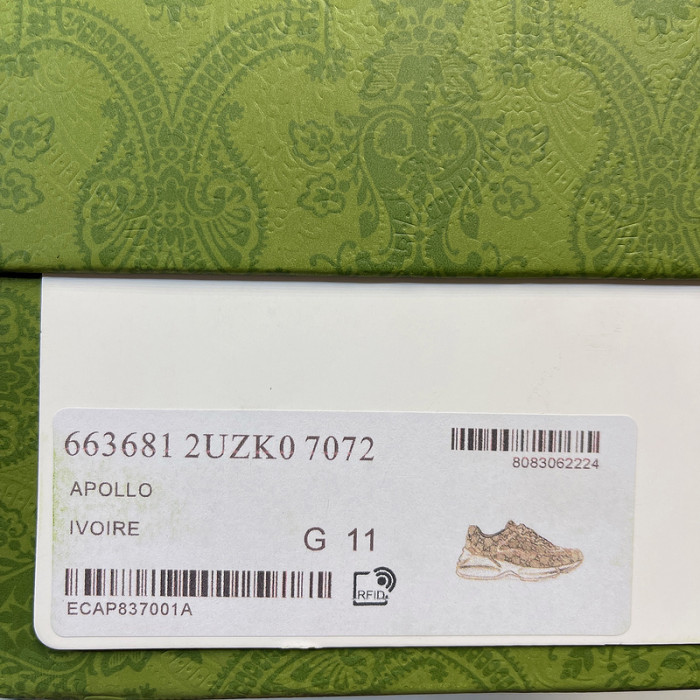 663681 2UZK0 7072
8083062224
APOLLO
IVOIRE
G 11
RFID
ECAP837001A